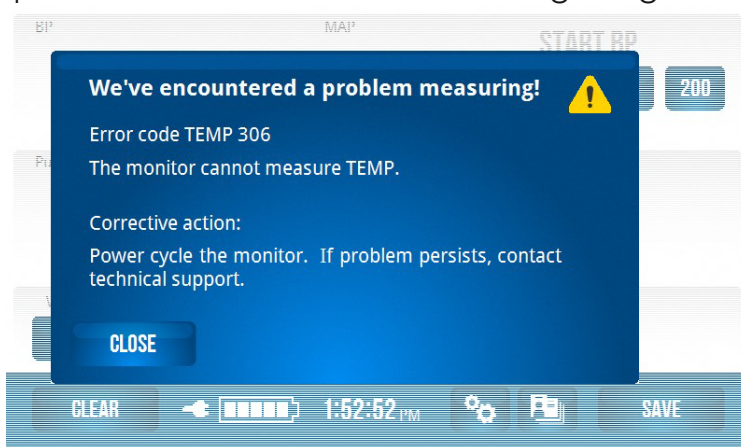 BP
MAP
START BP
200
We've encountered a problem measuring!
Error code TEMP 306
The monitor cannot measure TEMP.
Corrective action:
Power cycle the monitor. If problem persists, contact
technical support.
CLOSE
CLEAR
1:52:52 PM
SAVE